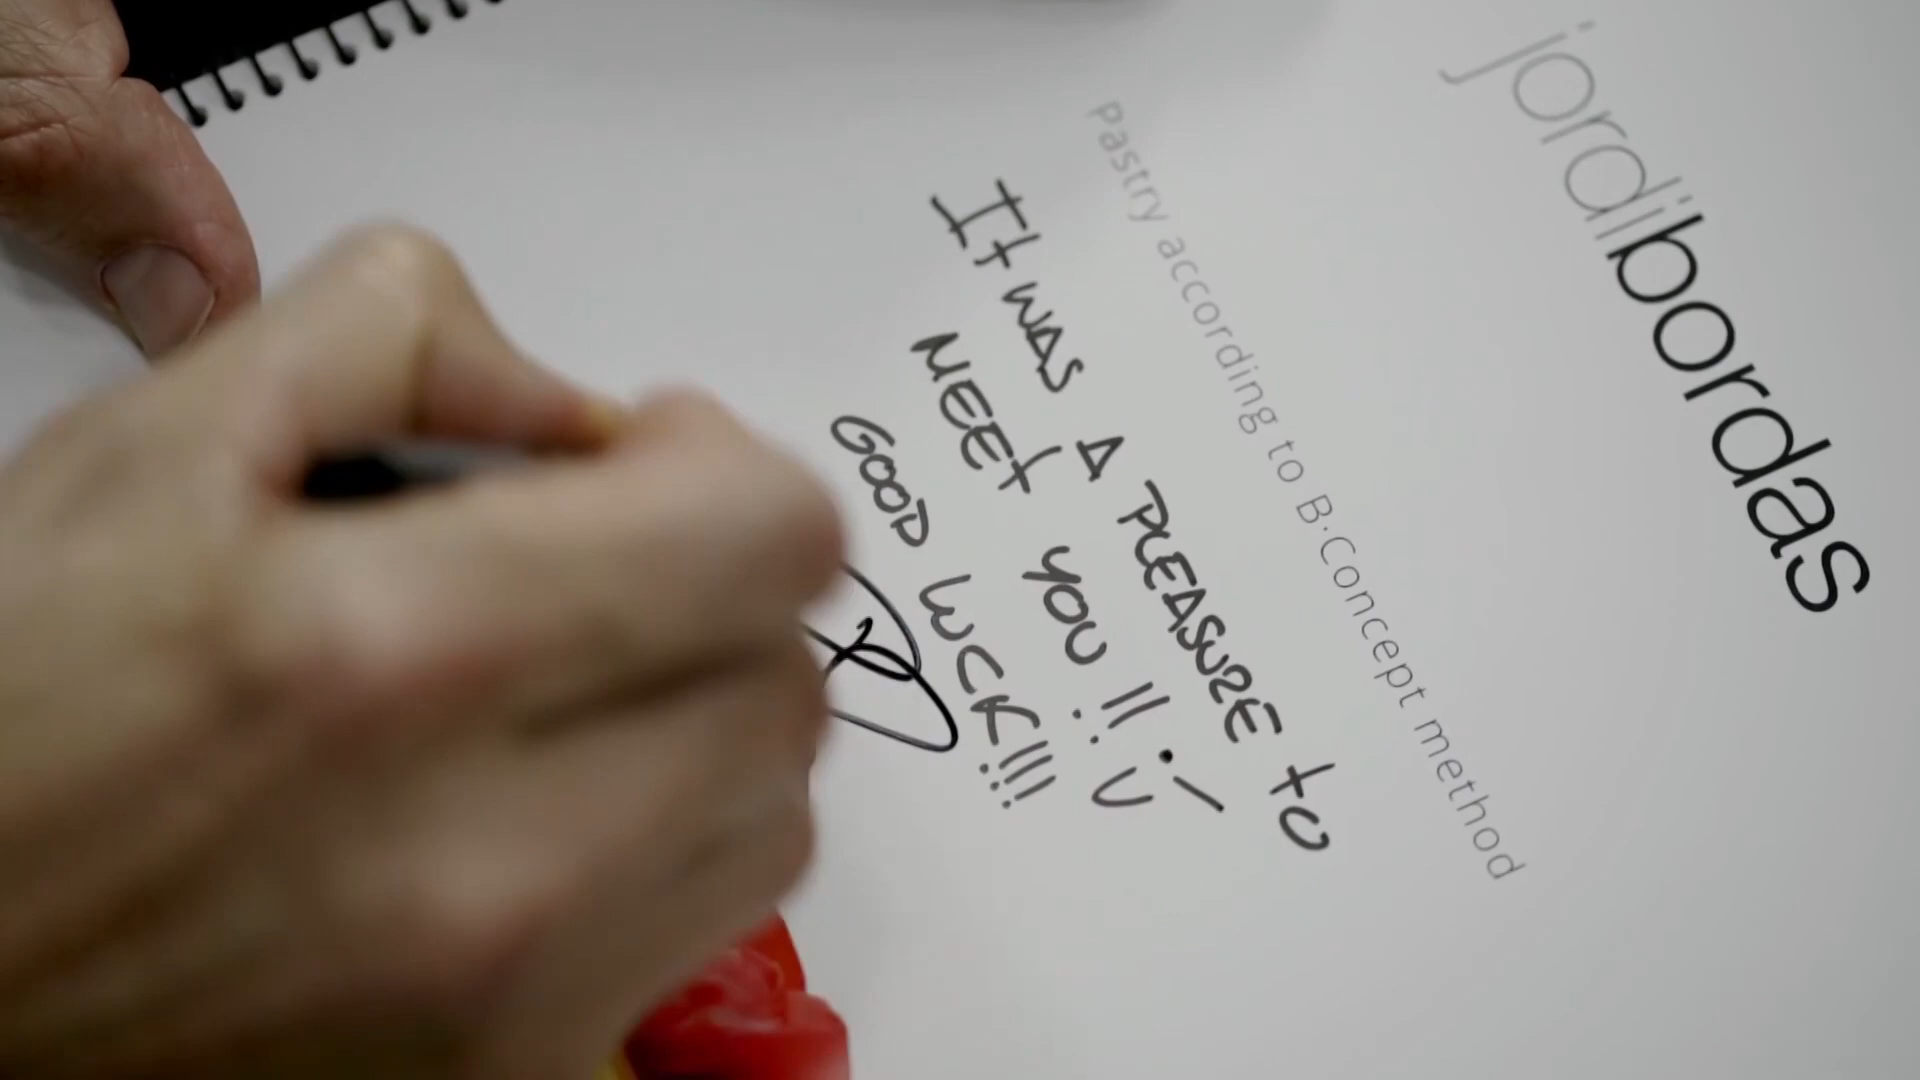 jordibordas
Pastry according to B·Concept method
It WAS A PLEASURE to
MEET YOU !!
GOOD LUCK!!!